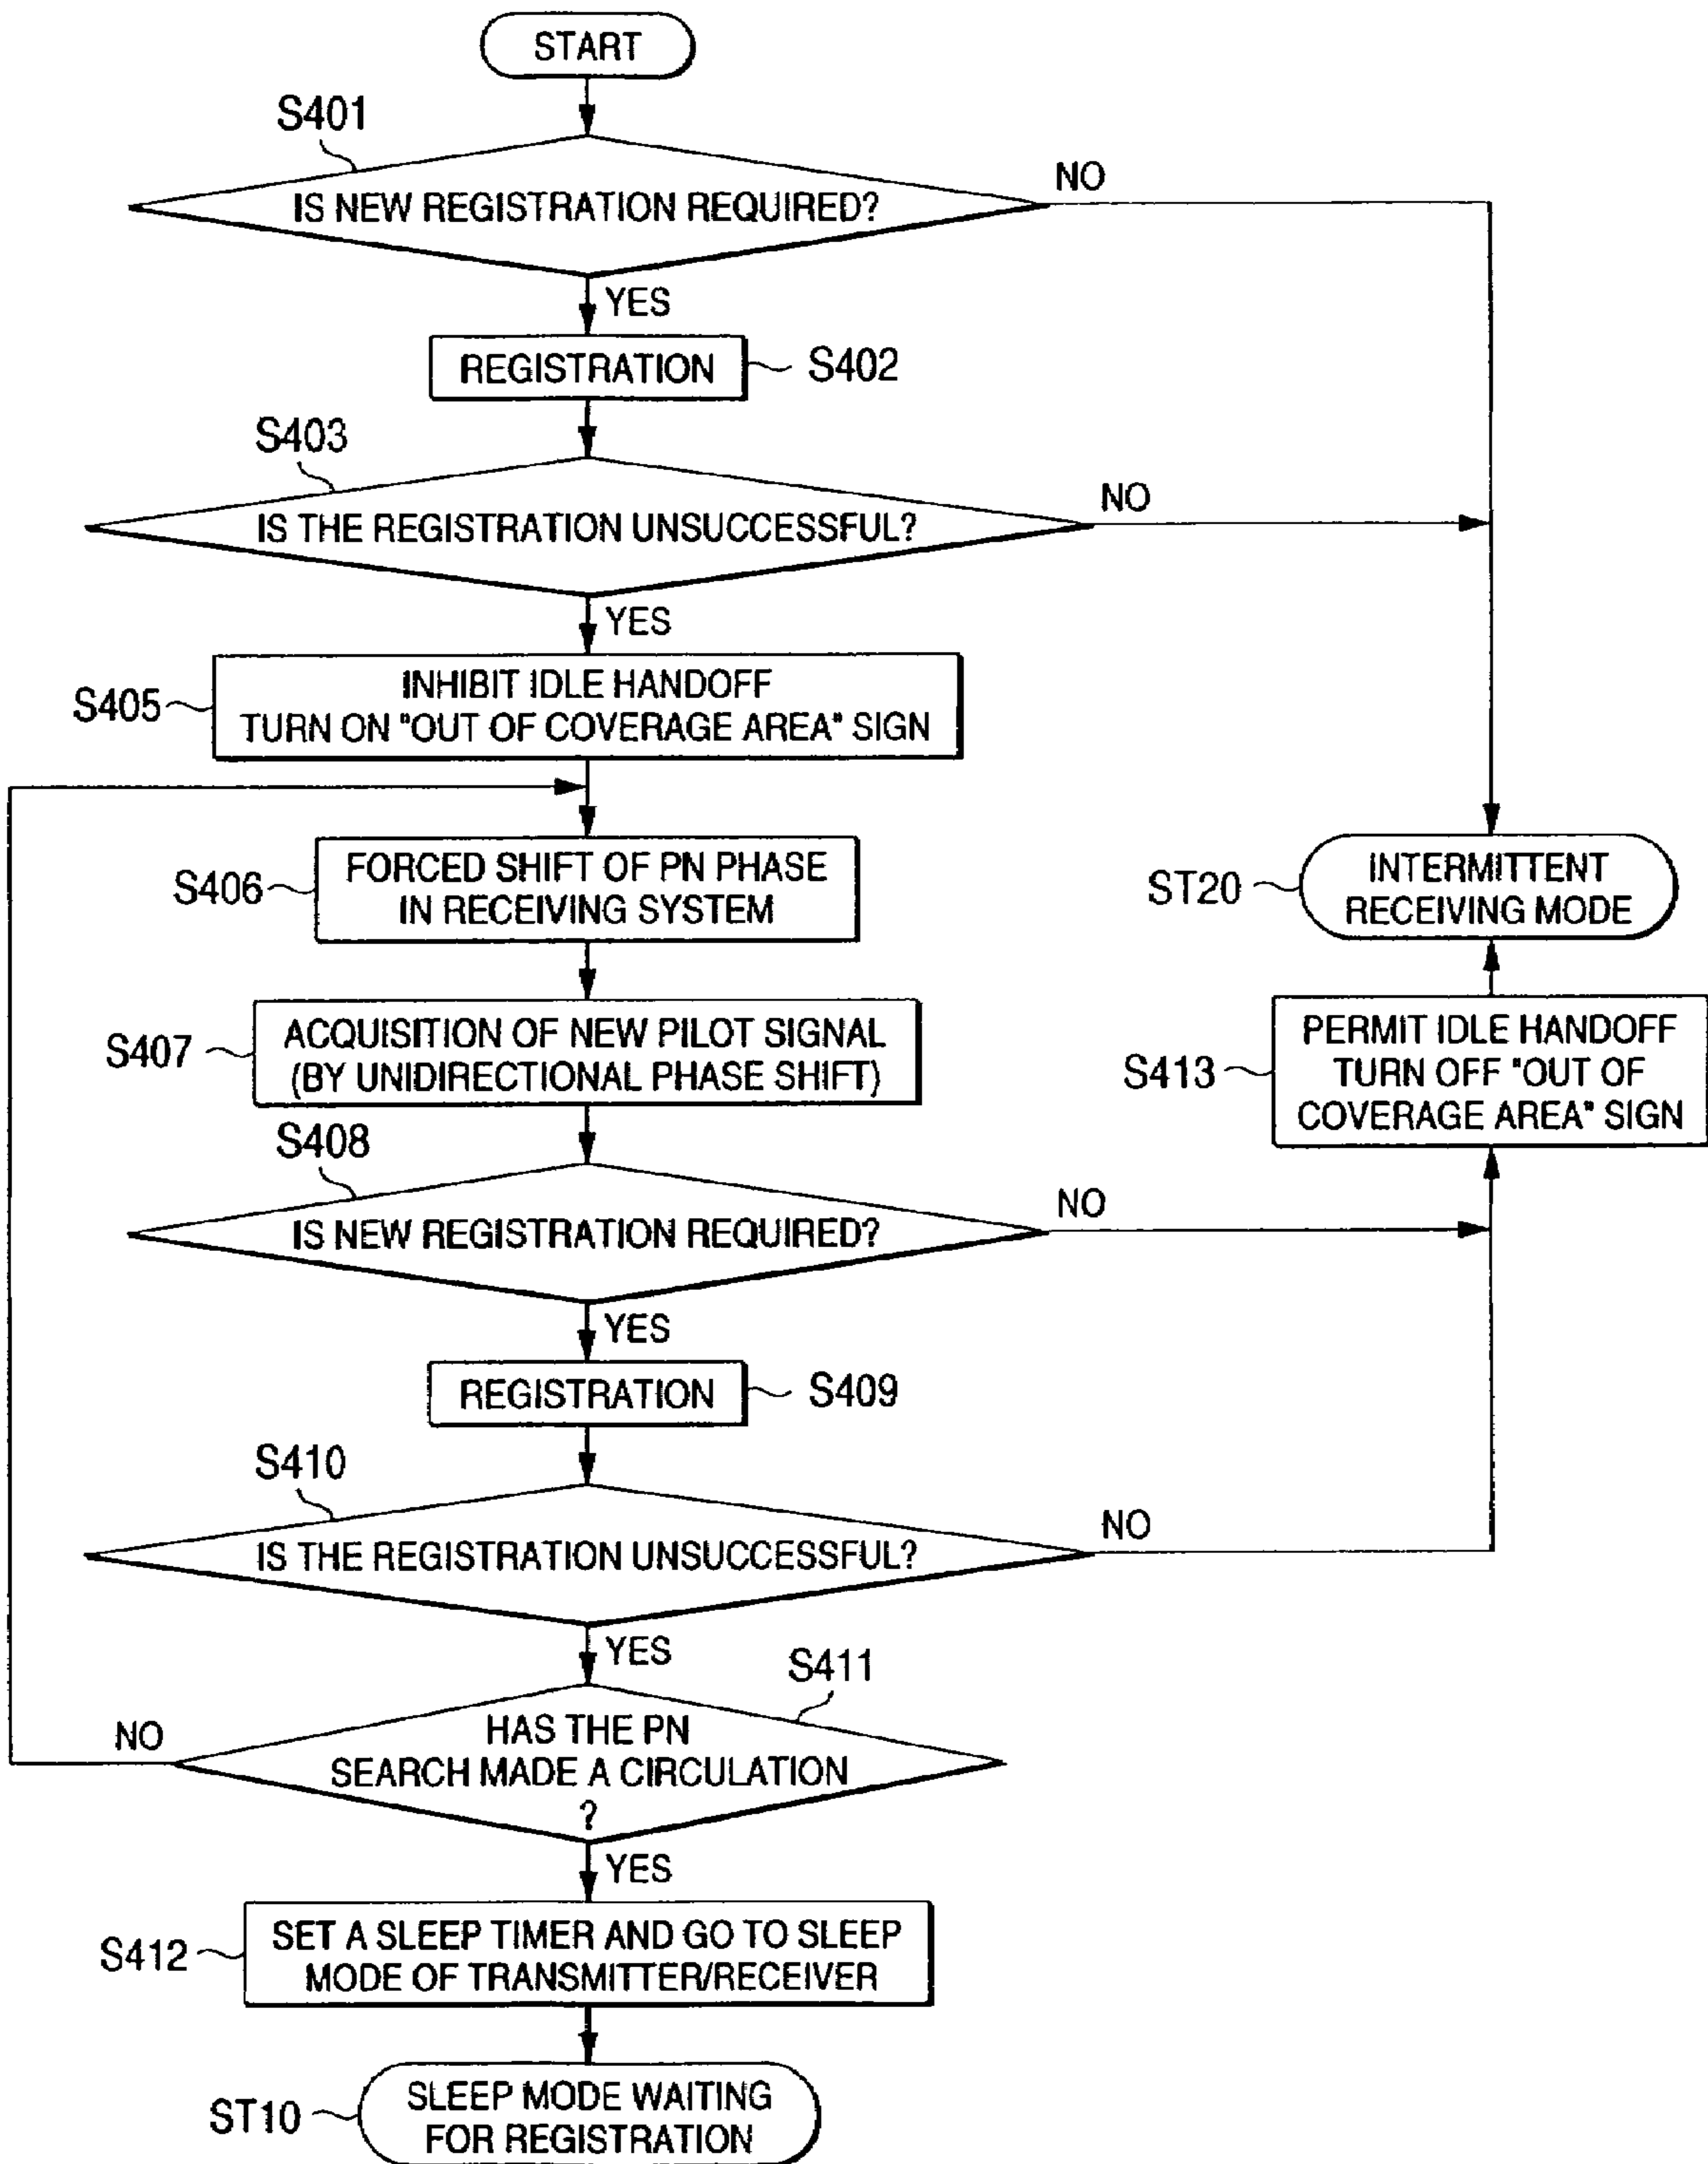 START
S401
IS NEW REGISTRATION REQUIRED?
NO
YES
REGISTRATION
S402
S403
IS THE REGISTRATION UNSUCCESSFUL?
NO
YES
S405
INHIBIT IDLE HANDOFF
TURN ON "OUT OF COVERAGE AREA" SIGN
S406
FORCED SHIFT OF PN PHASE
IN RECEIVING SYSTEM
ST20
INTERMITTENT
RECEIVING MODE
S407
ACQUISITION OF NEW PILOT SIGNAL
(BY UNIDIRECTIONAL PHASE SHIFT)
S413
PERMIT IDLE HANDOFF
TURN OFF "OUT OF
COVERAGE AREA" SIGN
S408
IS NEW REGISTRATION REQUIRED?
NO
YES
REGISTRATION
S409
S410
IS THE REGISTRATION UNSUCCESSFUL?
NO
YES
S411
NO
HAS THE PN
SEARCH MADE A CIRCULATION
?
YES
S412
SET A SLEEP TIMER AND GO TO SLEEP
MODE OF TRANSMITTER/RECEIVER
ST10
SLEEP MODE WAITING
FOR REGISTRATION